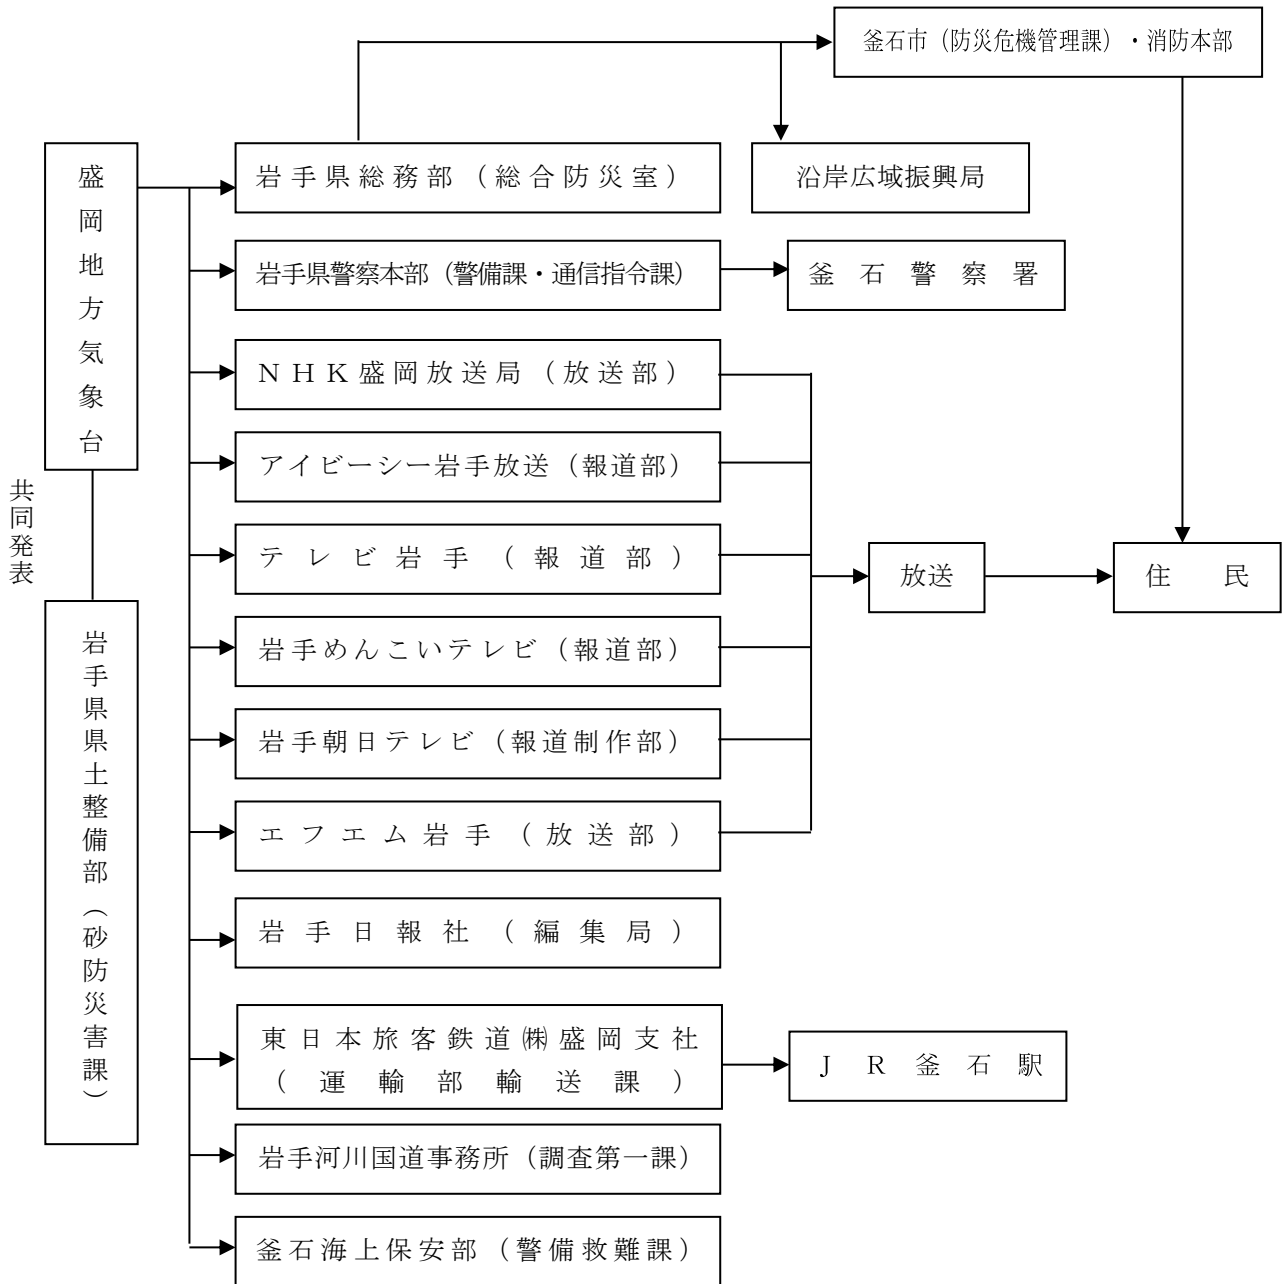 釜石市（防災危機管理課）・消防本部
盛岡地方気象台
岩手県総務部（総合防災室）
沿岸広域振興局
岩手県警察本部（警備課・通信指令課）
釜石警察署
ＮＨＫ盛岡放送局（放送部）
アイビーシー岩手放送（報道部）
共同発表
テレビ岩手（報道部）
放送
住民
岩手県県土整備部（砂防災害課）
岩手めんこいテレビ（報道部）
岩手朝日テレビ（報道制作部）
エフエム岩手（放送部）
岩手日報社（編集局）
東日本旅客鉄道㈱盛岡支社
（運輸部輸送課）
ＪＲ釜石駅
岩手河川国道事務所（調査第一課）
釜石海上保安部（警備救難課）